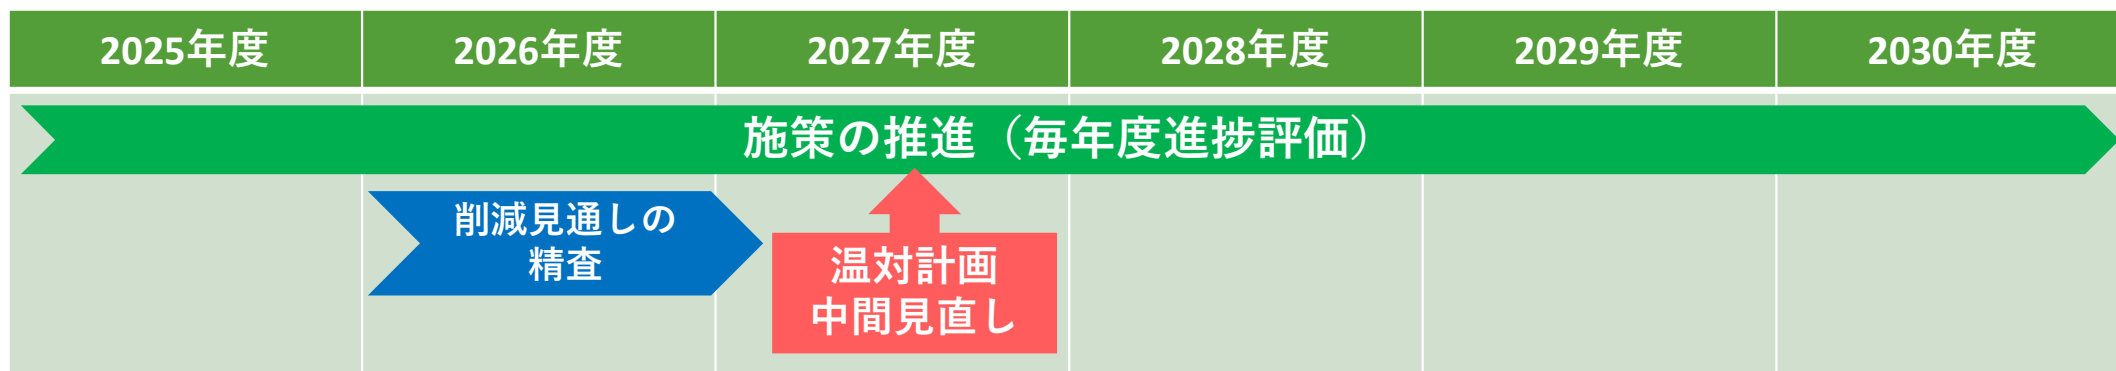 2025年度 2026年度 2027年度 2028年度 2029年度 2030年度
施策の推進（毎年度進捗評価）
削減見通しの
精査
温対計画
中間見直し